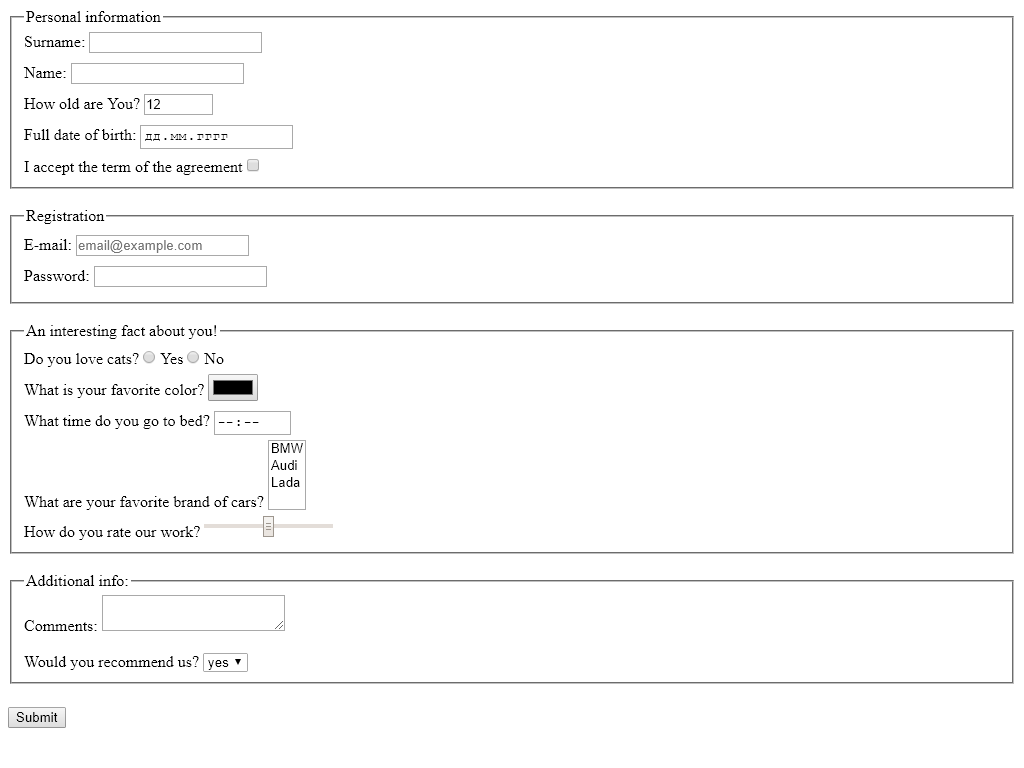 Personal information
Surname:
Name:
How old are You? 12
Full date of birth: дд.мм.гггг
I accept the term of the agreement
Registration
E-mail: email@example.com
Password:
An interesting fact about you!
Do you love cats? Yes No
What is your favorite color?
What time do you go to bed? --:--
BMW
Audi
Lada
What are your favorite brand of cars?
How do you rate our work?
Additional info:
Comments:
Would you recommend us? yes
Submit